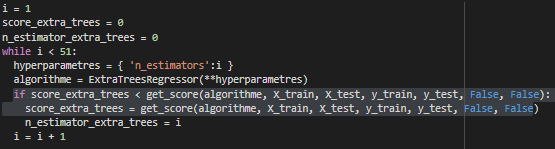 i = 1
score_extra_trees = 0
n_estimator_extra_trees = 0
while i < 51:
  hyperparametres = { 'n_estimators':i }
  algorithme = ExtraTreesRegressor(**hyperparametres)
  if score_extra_trees < get_score(algorithme, X_train, X_test, y_train, y_test, False, False):
    score_extra_trees = get_score(algorithme, X_train, X_test, y_train, y_test, False, False)
    n_estimator_extra_trees = i
  i = i + 1